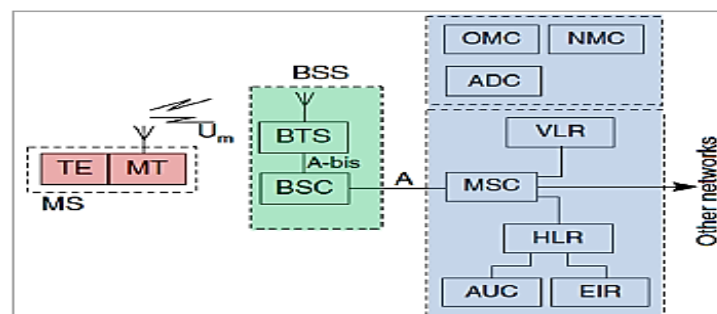 OMC NMC
ADC
BSS
Um
BTS
A-bis
BSC
TE MT
MS
A
VLR
MSC
HLR
AUC EIR
Other networks